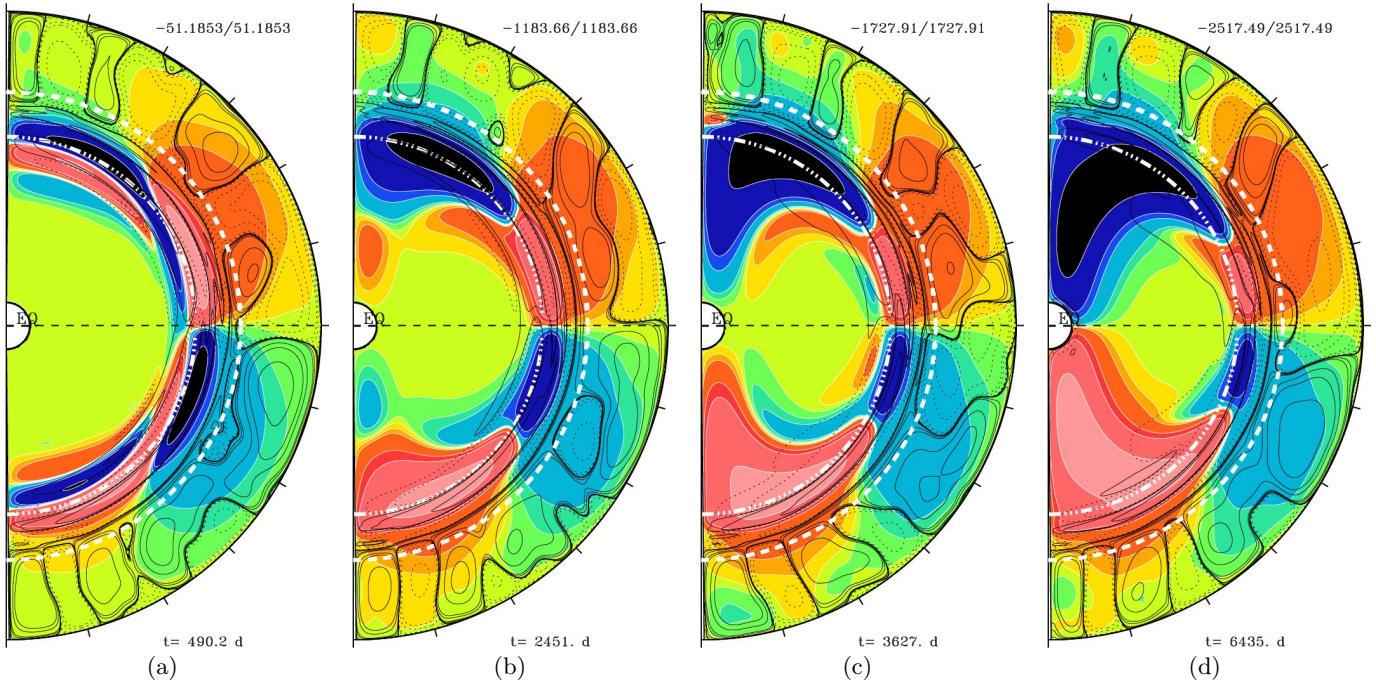 −51.1853/51.1853
−1183.66/1183.66
−1727.91/1727.91
−2517.49/2517.49
EQ
EQ
EQ
EQ
t= 490.2 d
t= 2451. d
t= 3627. d
t= 6435. d
(a)
(b)
(c)
(d)